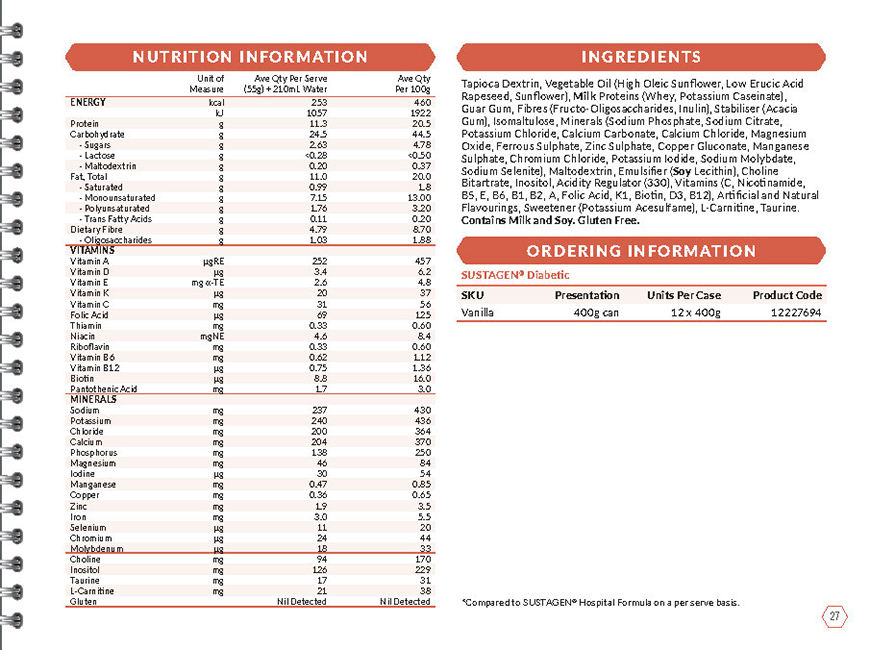 NUTRITION INFORMATION
Unit of Measure Ave Qty Per Serve (55g) + 210mL Water Ave Qty Per 100g
ENERGY kcal 253 460
kJ 1057 1922
Protein g 11.3 20.5
Carbohydrate g 24.5 44.5
- Sugars g 2.63 4.78
- Lactose g <0.28 <0.50
- Maltodextrin g 0.20 0.37
Fat, Total g 11.0 20.0
- Saturated g 0.99 1.8
- Monounsaturated g 7.15 13.00
- Polyunsaturated g 1.76 3.20
- Trans Fatty Acids g 0.11 0.20
Dietary Fibre g 4.79 8.70
- Oligosaccharides g 1.03 1.88
VITAMINS
Vitamin A µgRE 252 457
Vitamin D µg 3.4 6.2
Vitamin E mg α-TE 2.6 4.8
Vitamin K µg 20 37
Vitamin C mg 31 56
Folic Acid µg 69 125
Thiamin mg 0.33 0.60
Niacin mgNE 4.6 8.4
Riboflavin mg 0.33 0.60
Vitamin B6 mg 0.62 1.12
Vitamin B12 µg 0.75 1.36
Biotin µg 8.8 16.0
Pantothenic Acid mg 1.7 3.0
MINERALS
Sodium mg 237 430
Potassium mg 240 436
Chloride mg 200 364
Calcium mg 204 370
Phosphorus mg 138 250
Magnesium mg 46 84
Iodine µg 30 54
Manganese mg 0.47 0.85
Copper mg 0.36 0.65
Zinc mg 1.9 3.5
Iron mg 3.0 5.5
Selenium µg 11 20
Chromium µg 24 44
Molybdenum µg 18 33
Choline mg 94 170
Inositol mg 126 229
Taurine mg 17 31
L-Carnitine mg 21 38
Gluten Nil Detected Nil Detected
INGREDIENTS
Tapioca Dextrin, Vegetable Oil (High Oleic Sunflower, Low Erucic Acid
Rapeseed, Sunflower), Milk Proteins (Whey, Potassium Caseinate),
Guar Gum, Fibres (Fructo-Oligosaccharides, Inulin), Stabiliser (Acacia
Gum), Isomaltulose, Minerals (Sodium Phosphate, Sodium Citrate,
Potassium Chloride, Calcium Carbonate, Calcium Chloride, Magnesium
Oxide, Ferrous Sulphate, Zinc Sulphate, Copper Gluconate, Manganese
Sulphate, Chromium Chloride, Potassium Iodide, Sodium Molybdate,
Sodium Selenite), Maltodextrin, Emulsifier (Soy Lecithin), Choline
Bitartrate, Inositol, Acidity Regulator (330), Vitamins (C, Nicotinamide,
B5, E, B6, B1, B2, A, Folic Acid, K1, Biotin, D3, B12), Artificial and Natural
Flavourings, Sweetener (Potassium Acesulfame), L-Carnitine, Taurine.
Contains Milk and Soy. Gluten Free.
ORDERING INFORMATION
SUSTAGEN® Diabetic
SKU Presentation Units Per Case Product Code
Vanilla 400g can 12 x 400g 12227694
*Compared to SUSTAGEN® Hospital Formula on a per serve basis.
27